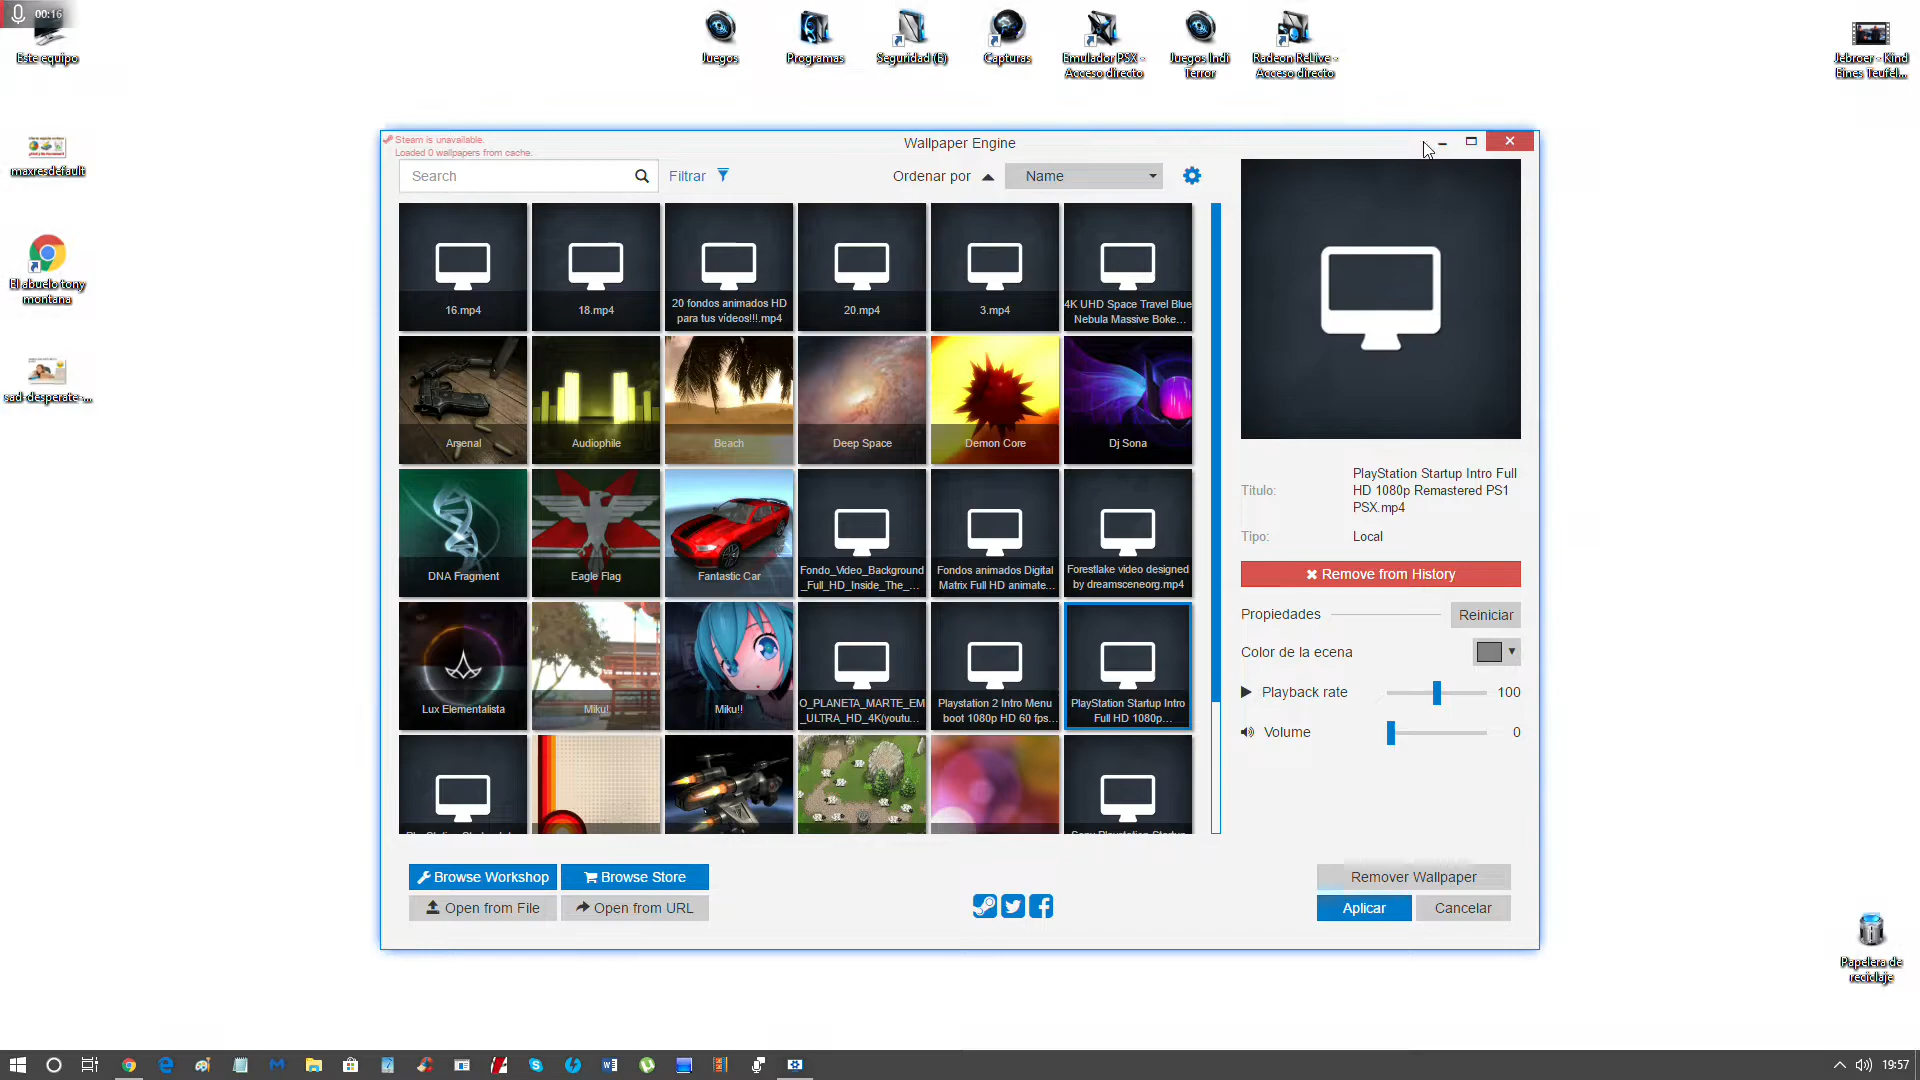 00:16
Este equipo
Juegos
Programas
Seguridad (E)
Capturas
Emulador PSX -
Acceso directo
Juegos Indi
Terror
Radeon ReLive -
Acceso directo
Jebroer - Kind
Eines Teufel...
maxresdefault
El abuelo tony
montana
sad-desperate-...
Steam is unavailable.
Loaded 0 wallpapers from cache.
Wallpaper Engine
Search
Filtrar
Ordenar por
Name
16.mp4
18.mp4
20 fondos animados HD
para tus vídeos!!!.mp4
20.mp4
3.mp4
4K UHD Space Travel Blue
Nebula Massive Boke...
Arsenal
Audiophile
Beach
Deep Space
Demon Core
Dj Sona
DNA Fragment
Eagle Flag
Fantastic Car
Fondo_Video_Background
_Full_HD_Inside_The_...
Fondos animados Digital
Matrix Full HD animate...
Forestlake video designed
by dreamsceneorg.mp4
Lux Elementalista
Miku!
Miku!!
O_PLANETA_MARTE_EM
_ULTRA_HD_4K(youtu...
Playstation 2 Intro Menu
boot 1080p HD 60 fps...
PlayStation Startup Intro
Full HD 1080p...
Titulo:
PlayStation Startup Intro Full
HD 1080p Remastered PS1
PSX.mp4
Tipo:
Local
Remove from History
Propiedades
Reiniciar
Color de la ecena
Playback rate
100
Volume
0
Browse Workshop
Browse Store
Open from File
Open from URL
Remover Wallpaper
Aplicar
Cancelar
Papelera de
reciclaje
19:57